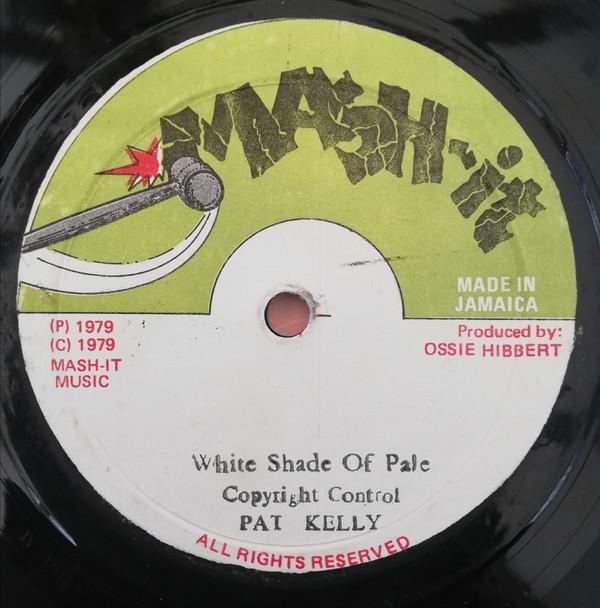 MASH-it
MADE IN
JAMAICA
(P) 1979
(C) 1979
MASH-IT
MUSIC
Produced by:
OSSIE HIBBERT
White Shade Of Pale
Copyright Control
PAT KELLY
ALL RIGHTS RESERVED